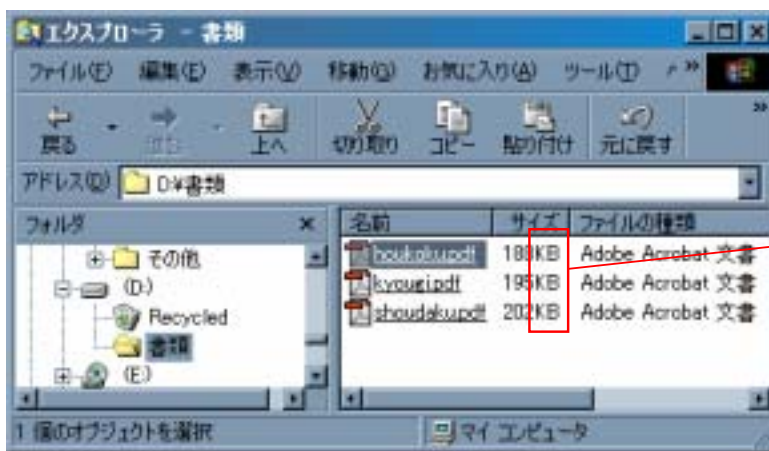 エクスプローラ - 書類
ファイル(F) 編集(E) 表示(V) 移動(G) お気に入り(A) ツール(T) »
戻る 上へ 切り取り コピー 貼り付け 元に戻す »
アドレス(D) D:¥書類
フォルダ × 名前 サイズ ファイルの種類
その他
(D:)
Recycled
書類
(E:)
houkoku.pdf KB Adobe Acrobat 文書
kyougi.pdf 195KB Adobe Acrobat 文書
shoudaku.pdf 202KB Adobe Acrobat 文書
1 個のオブジェクトを選択 マイ コンピュータ